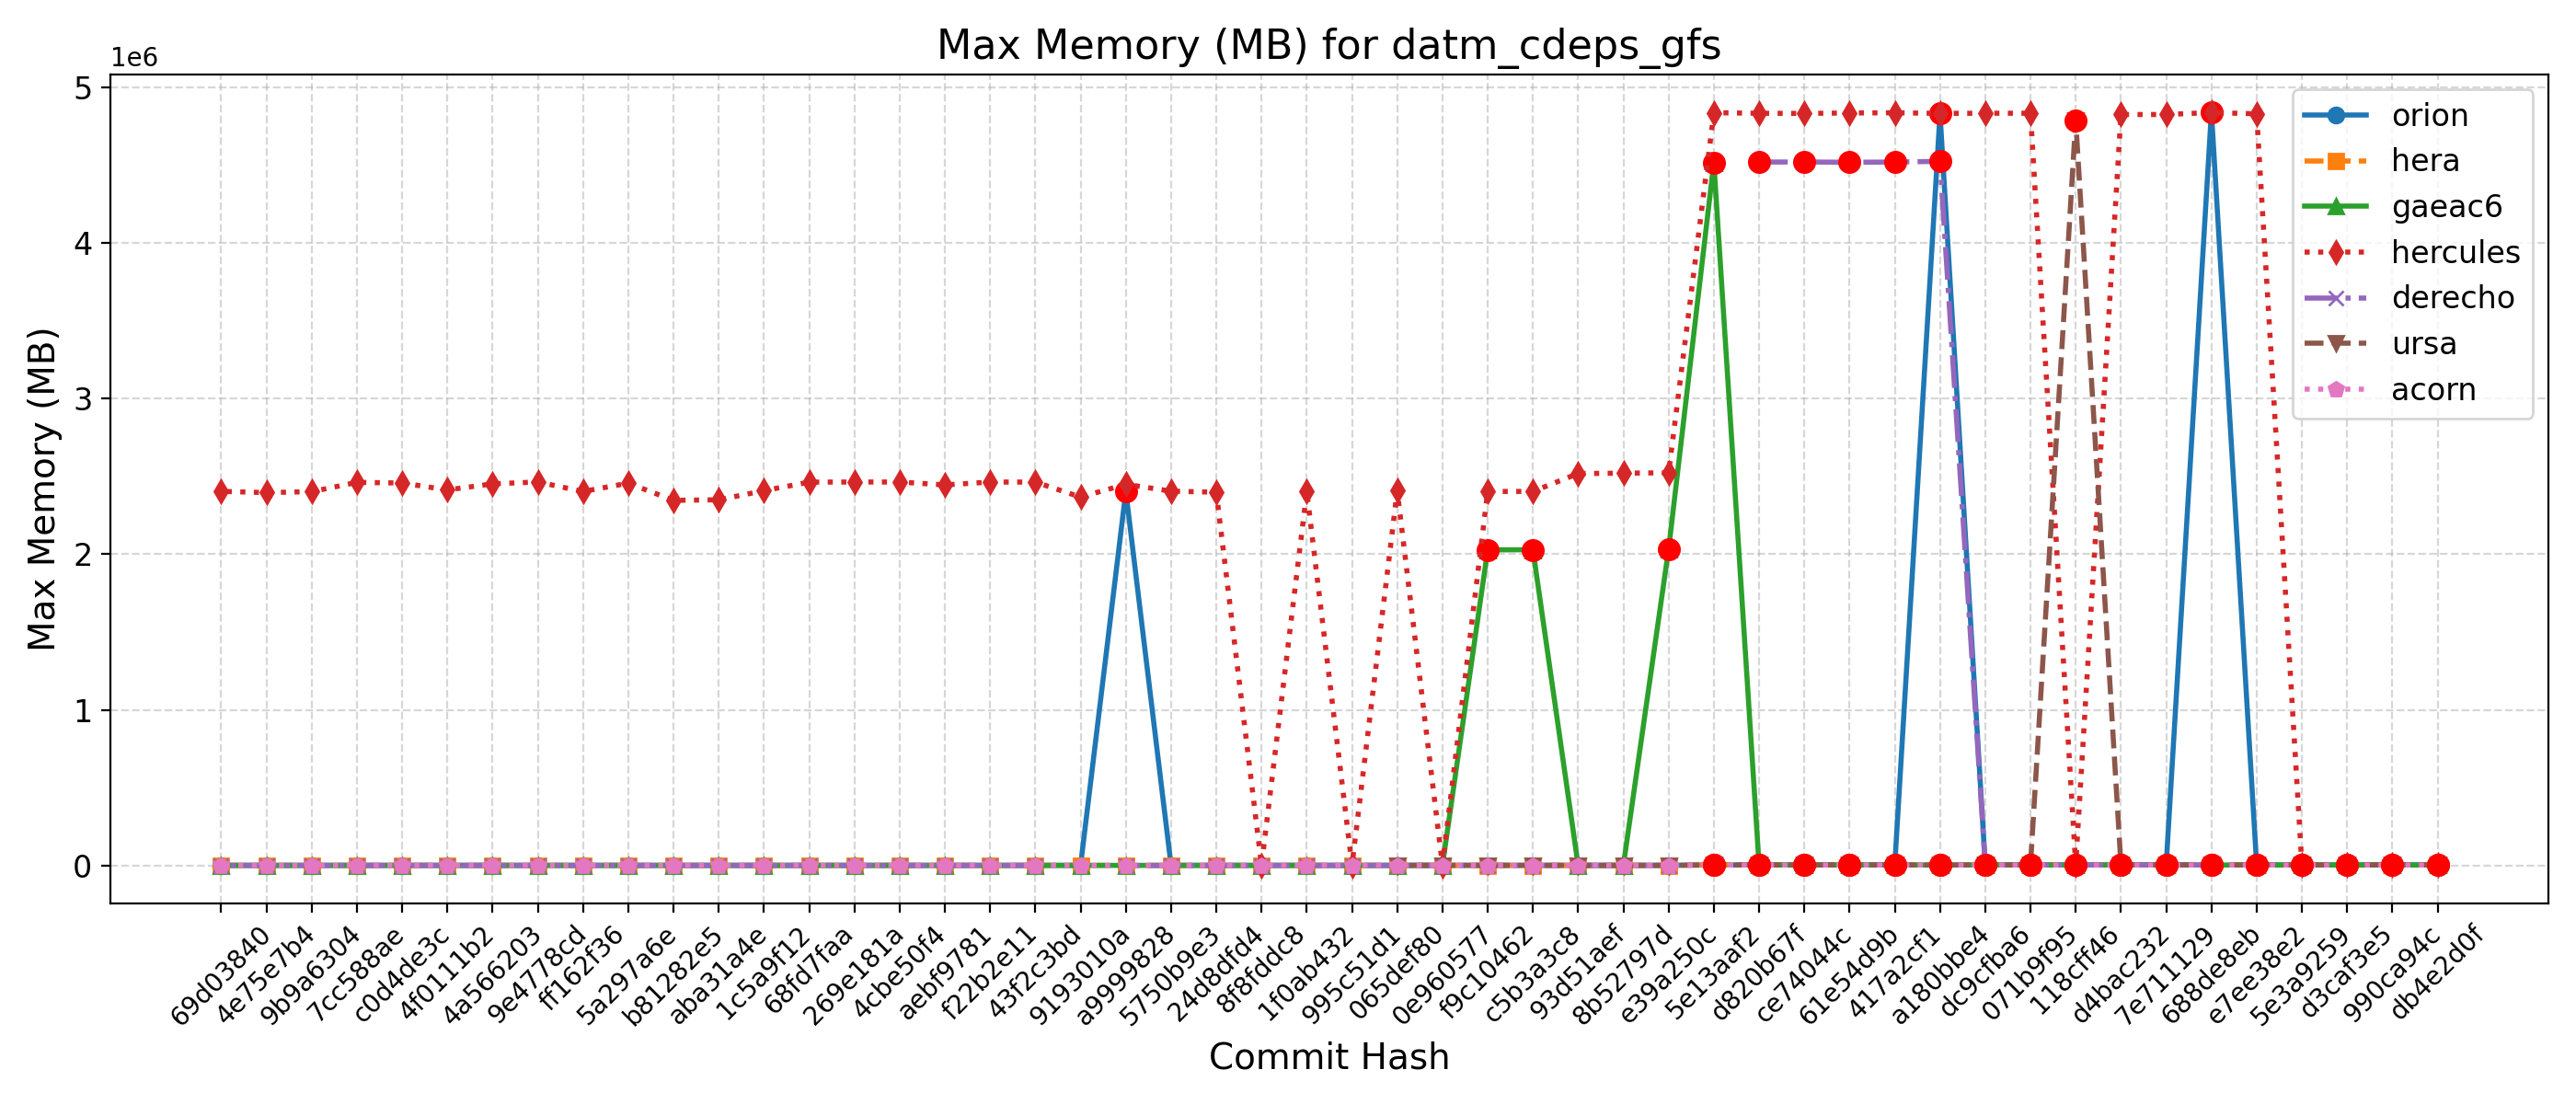 Max Memory (MB) for datm_cdeps_gfs
1e6
5
4
3
2
1
0
Max Memory (MB)
orion
hera
gaeac6
hercules
derecho
ursa
acorn
69d03840
4e75e7b4
9b9a6304
7cc588ae
c0d4de3c
4f0111b2
4a566203
9e4778cd
ff162f36
5a297a6e
b81282e5
aba31a4e
1c5a9f12
68fd7faa
269e181a
4cbe50f4
aebf9781
f22b2e11
43f2c3bd
9193010a
a9999828
5750b9e3
24d8dfd4
8f8fddc8
1f0ab432
995c51d1
065def80
0e960577
f9c10462
c5b3a3c8
93d51aef
8b52797d
e39a250c
5e13aaf2
d820b67f
ce74044c
61e54d9b
417a2cf1
a180bbe4
dc9cfba6
071b9f95
118cff46
d4bac232
7e711129
688de8eb
e7ee38e2
5e3a9259
d3caf3e5
990ca94c
db4e2d0f
Commit Hash